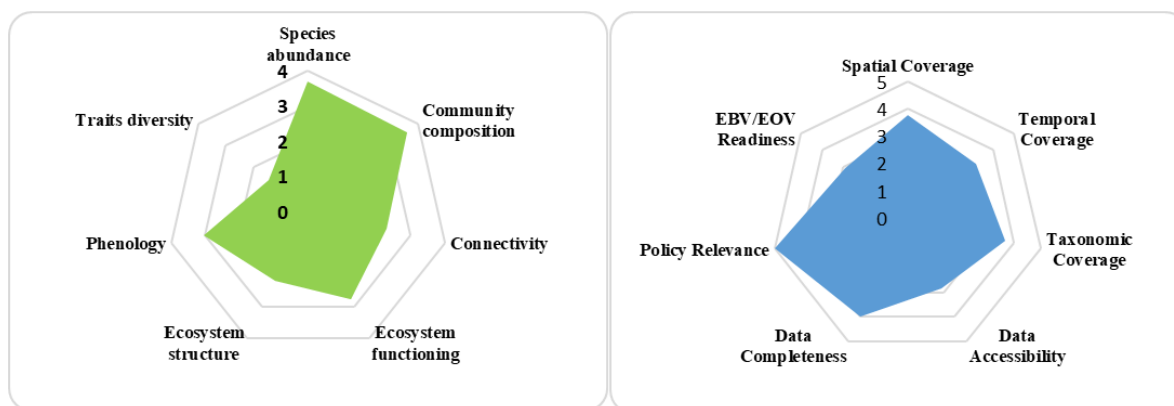 Species
abundance
4
3
2
1
0
Community
composition
Connectivity
Ecosystem
functioning
Ecosystem
structure
Phenology
Traits diversity
Spatial Coverage
5
4
3
2
1
0
Temporal
Coverage
Taxonomic
Coverage
Data
Accessibility
Data
Completeness
Policy Relevance
EBV/EOV
Readiness